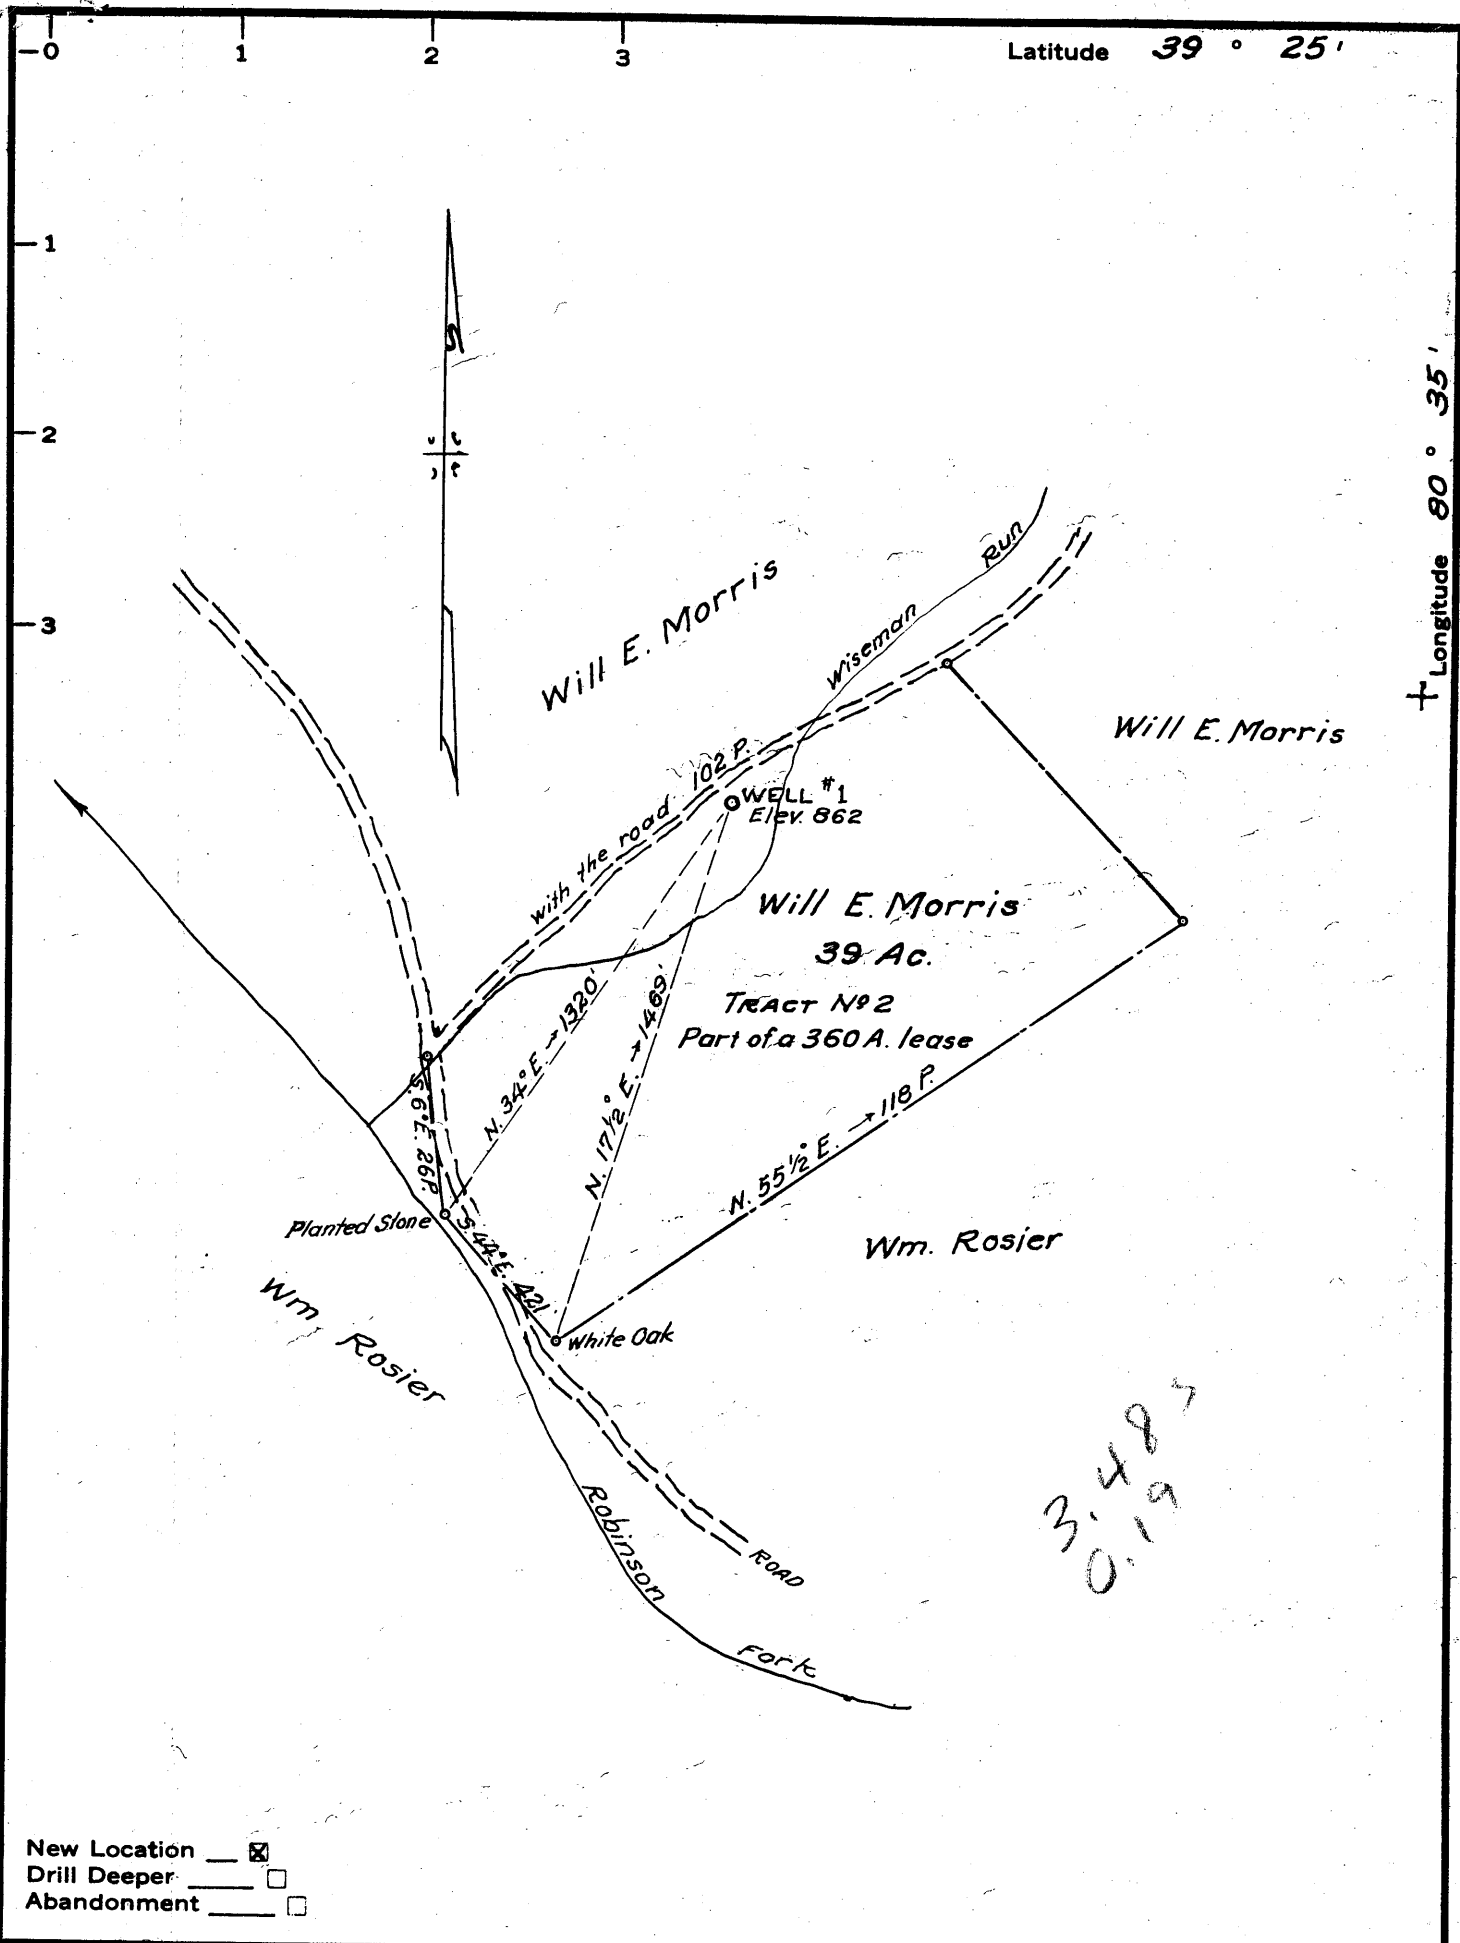 0 1 2 3
Latitude 39° 25'
1
2
3
Longitude 80° 35'
Will E. Morris
Wiseman Run
Will E. Morris
with the road 102 P.
WELL #1
Elev. 862
Will E. Morris
39 Ac.
TRACT Nº 2
Part of a 360 A. lease
N. 34° E. → 1320'
N. 17½° E. → 1469'
S. 6° E. 26 P.
N. 55½° E. → 118 P.
Planted Stone
S. 44° E. 421'
White Oak
Wm. Rosier
Wm Rosier
Robinson Fork
ROAD
3.48
0.19
New Location
Drill Deeper
Abandonment